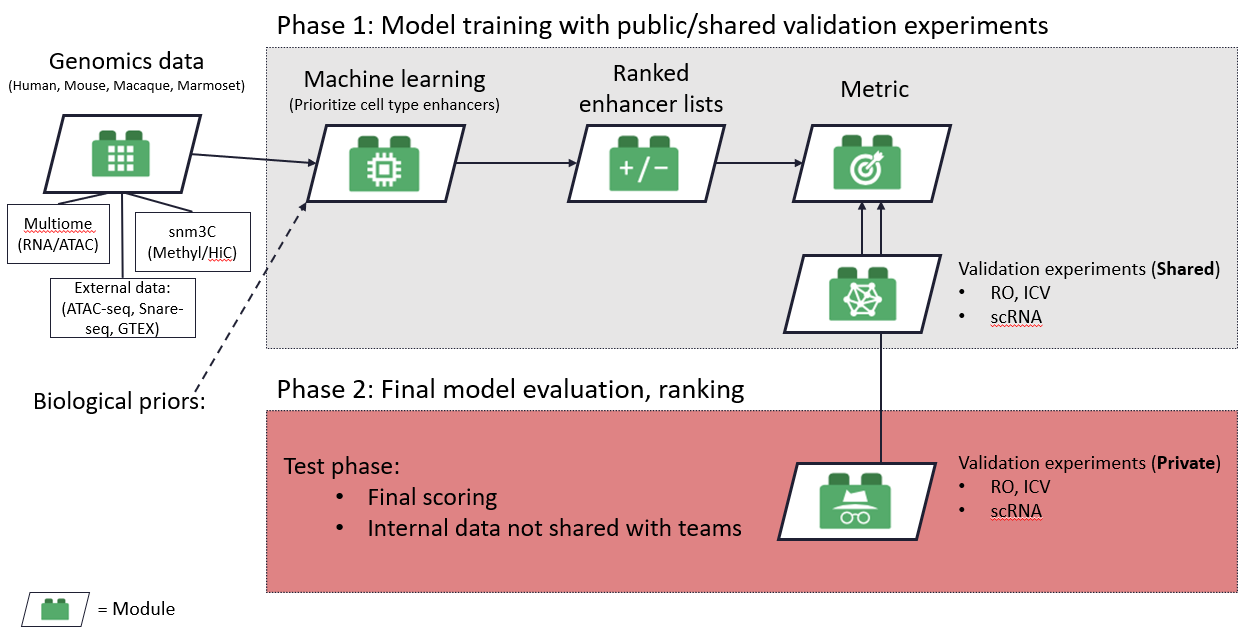 Phase 1: Model training with public/shared validation experiments
Genomics data
(Human, Mouse, Macaque, Marmoset)
Machine learning
(Prioritize cell type enhancers)
Ranked
enhancer lists
+/−
Metric
Multiome
(RNA/ATAC)
snm3C
(Methyl/HiC)
External data:
(ATAC-seq, Snare-
seq, GTEX)
Validation experiments (Shared)
• RO, ICV
• scRNA
Biological priors:
Phase 2: Final model evaluation, ranking
Test phase:
• Final scoring
• Internal data not shared with teams
Validation experiments (Private)
• RO, ICV
• scRNA
= Module